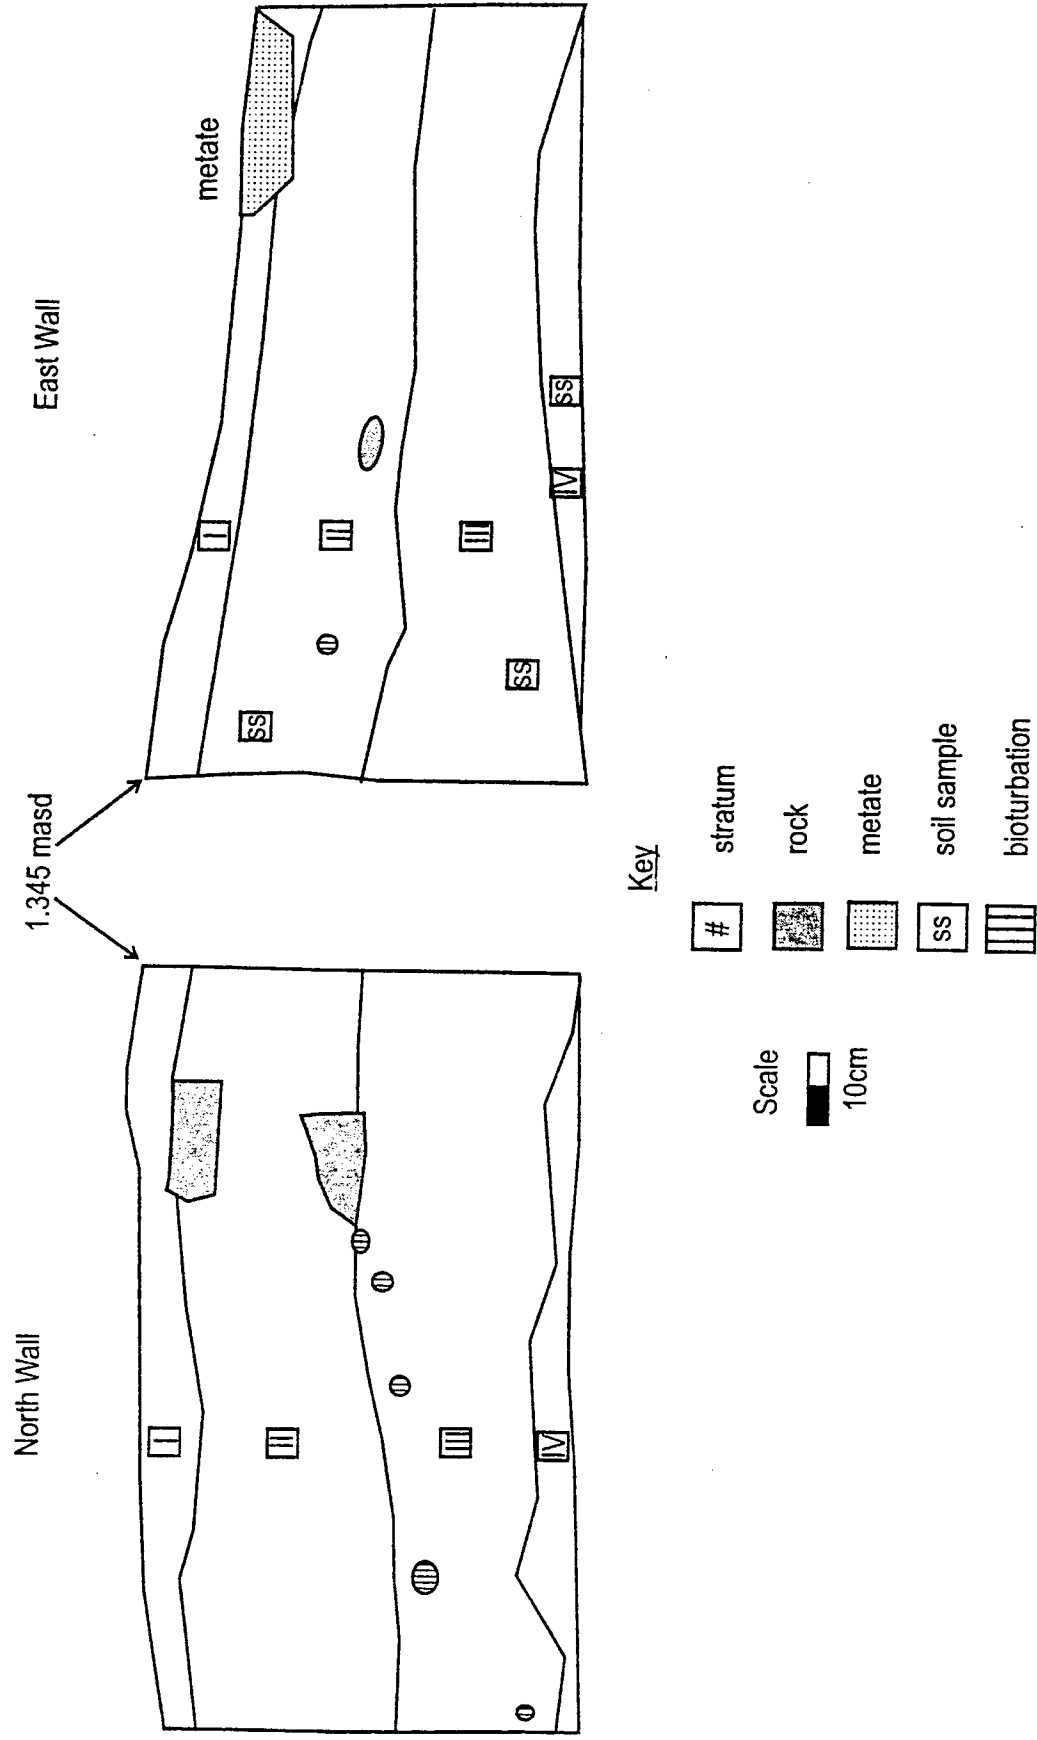 North Wall
1.345 masd
East Wall
metate
I
II
III
IV
I
II
III
IV
ss
ss
ss
Key
# stratum
rock
metate
ss soil sample
bioturbation
Scale
10cm